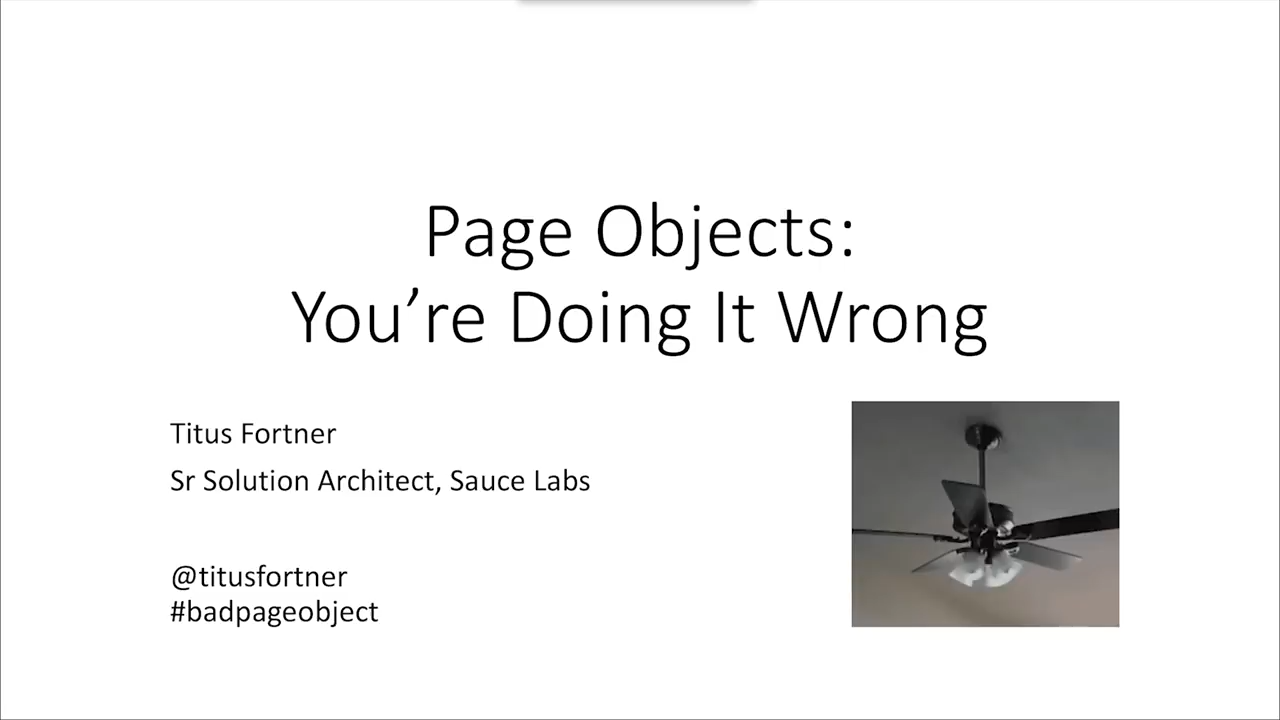 Page Objects:
You’re Doing It Wrong
Titus Fortner
Sr Solution Architect, Sauce Labs
@titusfortner
#badpageobject